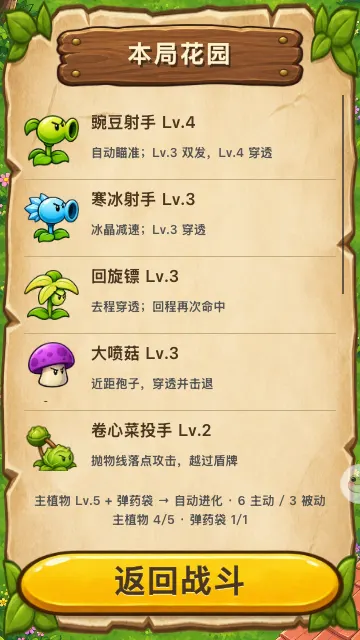 本局花园
豌豆射手 Lv.4
自动瞄准；Lv.3 双发，Lv.4 穿透
寒冰射手 Lv.3
冰晶减速；Lv.3 穿透
回旋镖 Lv.3
去程穿透；回程再次命中
大喷菇 Lv.3
近距孢子，穿透并击退
卷心菜投手 Lv.2
抛物线落点攻击，越过盾牌
主植物 Lv.5 + 弹药袋 → 自动进化 · 6 主动 / 3 被动
主植物 4/5 · 弹药袋 1/1
返回战斗